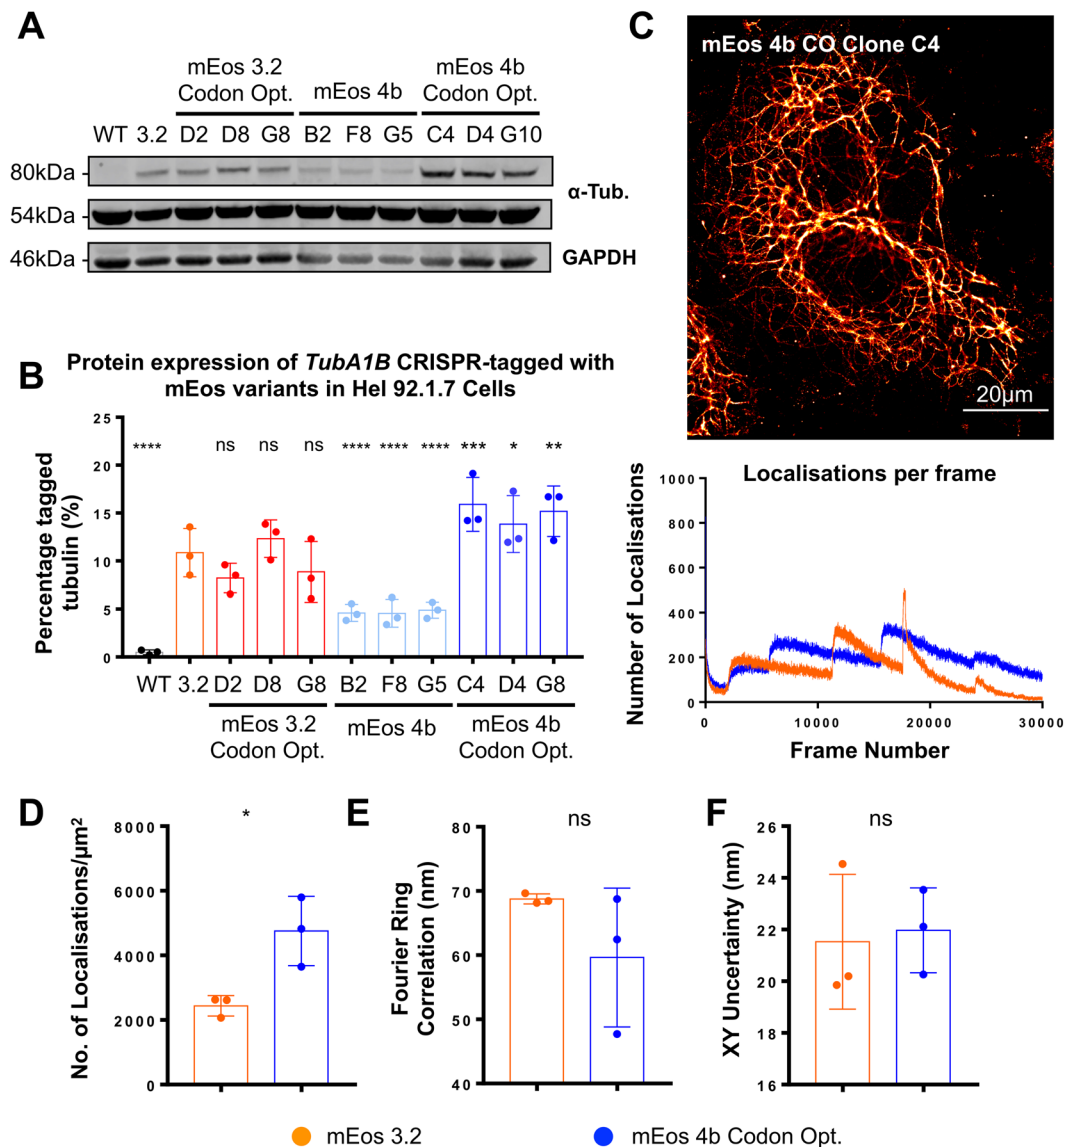 A
mEos 3.2
Codon Opt.
mEos 4b
mEos 4b
Codon Opt.
WT 3.2 D2 D8 G8 B2 F8 G5 C4 D4 G10
80kDa
α-Tub.
54kDa
46kDa
GAPDH
B
Protein expression of TubA1B CRISPR-tagged with
mEos variants in Hel 92.1.7 Cells
Percentage tagged
tubulin (%)
25
20
15
10
5
0
**** ns ns ns **** **** **** *** * **
WT 3.2 D2 D8 G8 B2 F8 G5 C4 D4 G8
mEos 3.2
Codon Opt.
mEos 4b
mEos 4b
Codon Opt.
C
mEos 4b CO Clone C4
20μm
Localisations per frame
Number of Localisations
1000
800
600
400
200
0
0 10000 20000 30000
Frame Number
D
*
No. of Localisations/μm²
8000
6000
4000
2000
0
E
ns
Fourier Ring
Correlation (nm)
80
70
60
50
40
F
ns
XY Uncertainty (nm)
26
24
22
20
18
16
mEos 3.2
mEos 4b Codon Opt.